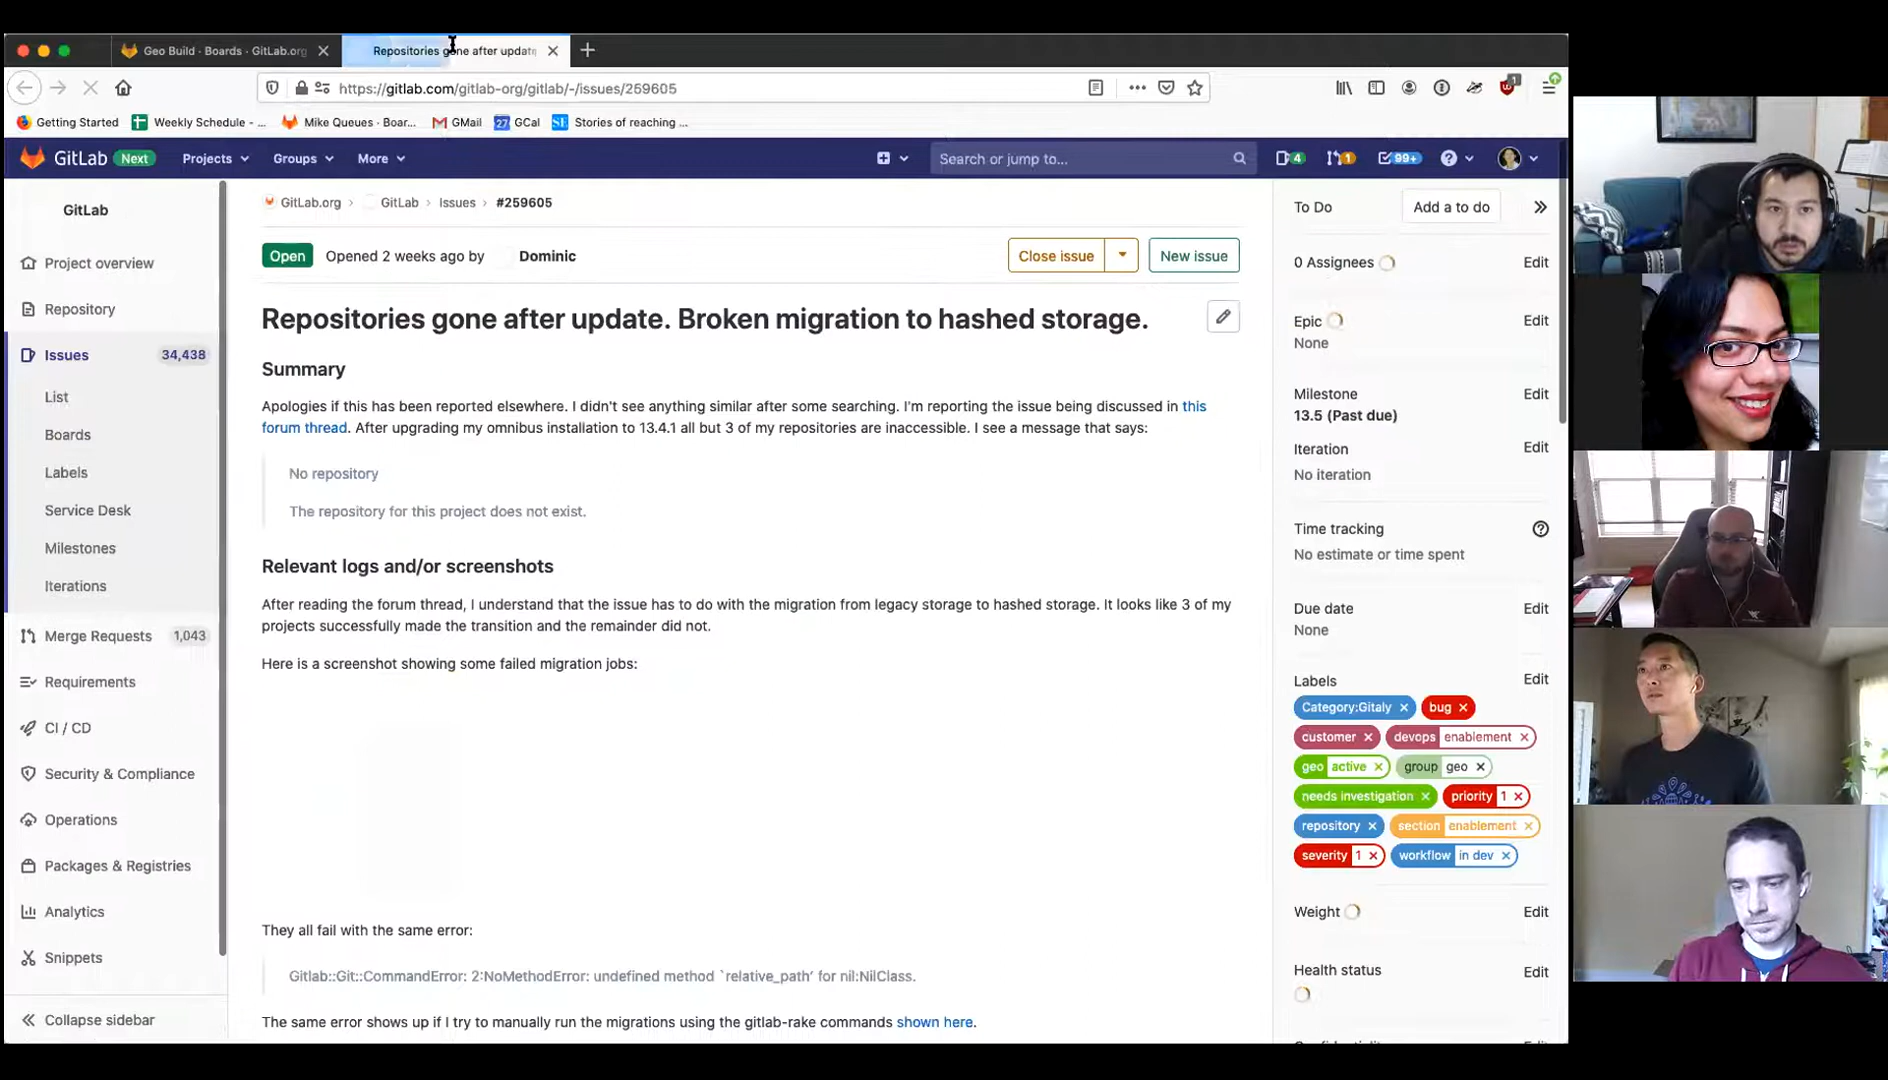 Geo Build · Boards · GitLab.org
Repositories gone after updat
https://gitlab.com/gitlab-org/gitlab/-/issues/259605
1
Getting Started
Weekly Schedule - ...
Mike Queues · Boar...
GMail
27
GCal
SE
Stories of reaching ...
GitLab
Next
Projects
Groups
More
Search or jump to...
4
1
99+
GitLab
Project overview
Repository
Issues 34,438
List
Boards
Labels
Service Desk
Milestones
Iterations
Merge Requests 1,043
Requirements
CI / CD
Security & Compliance
Operations
Packages & Registries
Analytics
Snippets
Collapse sidebar
GitLab.org › GitLab › Issues › #259605
Open Opened 2 weeks ago by Dominic
Close issue
New issue
Repositories gone after update. Broken migration to hashed storage.
Summary
Apologies if this has been reported elsewhere. I didn't see anything similar after some searching. I'm reporting the issue being discussed in this
forum thread. After upgrading my omnibus installation to 13.4.1 all but 3 of my repositories are inaccessible. I see a message that says:
No repository
The repository for this project does not exist.
Relevant logs and/or screenshots
After reading the forum thread, I understand that the issue has to do with the migration from legacy storage to hashed storage. It looks like 3 of my
projects successfully made the transition and the remainder did not.
Here is a screenshot showing some failed migration jobs:
They all fail with the same error:
Gitlab::Git::CommandError: 2:NoMethodError: undefined method `relative_path' for nil:NilClass.
The same error shows up if I try to manually run the migrations using the gitlab-rake commands shown here.
To Do
Add a to do
0 Assignees Edit
Epic Edit
None
Milestone Edit
13.5 (Past due)
Iteration Edit
No iteration
Time tracking
No estimate or time spent
Due date Edit
None
Labels Edit
Category:Gitaly bug
customer devops enablement
geo active group geo
needs investigation priority 1
repository section enablement
severity 1 workflow in dev
Weight Edit
Health status Edit